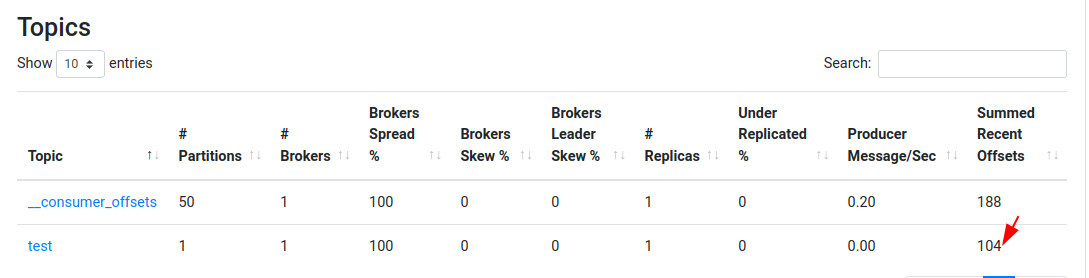 Topics
Show 10 entries Search:
Topic # Partitions # Brokers Brokers Spread % Brokers Skew % Brokers Leader Skew % # Replicas Under Replicated % Producer Message/Sec Summed Recent Offsets
__consumer_offsets 50 1 100 0 0 1 0 0.20 188
test 1 1 100 0 0 1 0 0.00 104